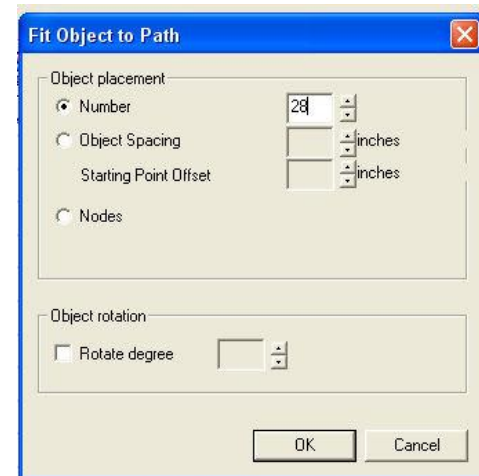 Fit Object to Path
Object placement
Number 28
Object Spacing inches
Starting Point Offset inches
Nodes
Object rotation
Rotate degree
OK Cancel